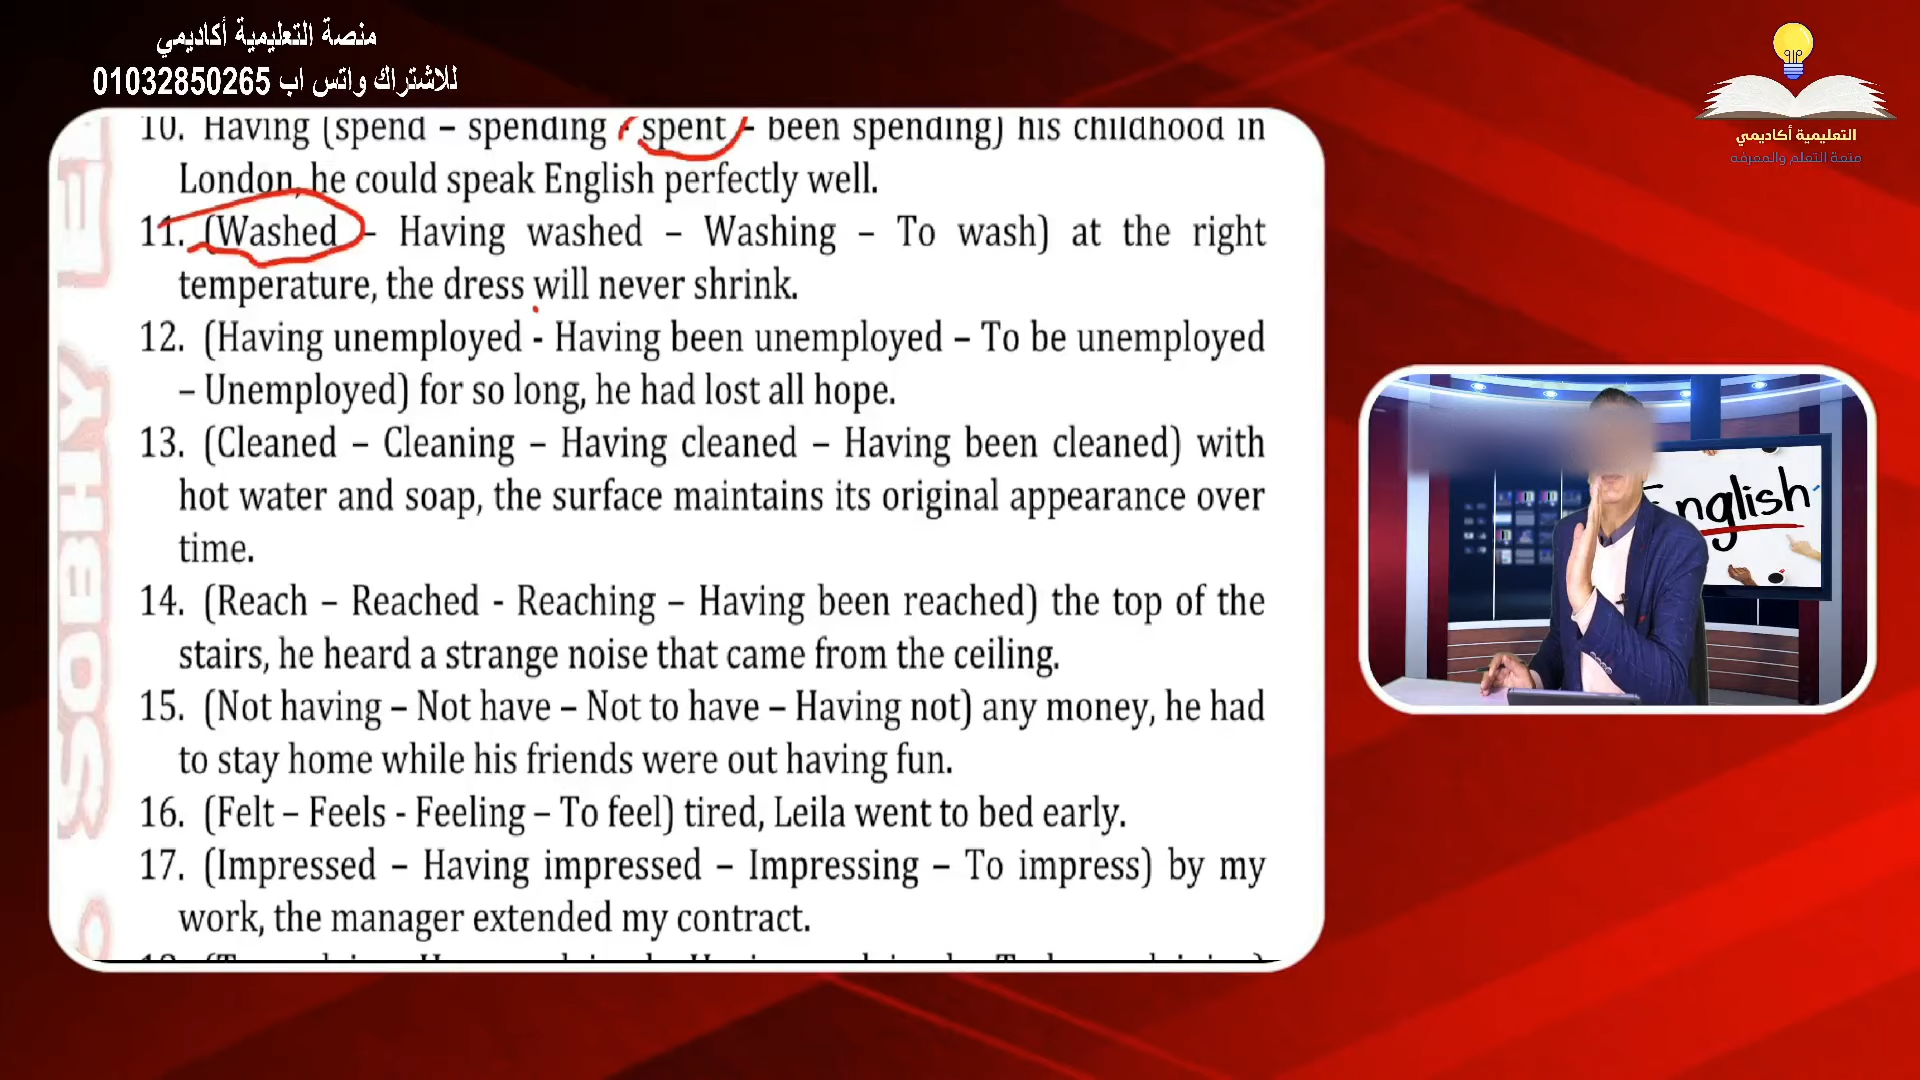 منصة التعليمية أكاديمي
للاشتراك واتس اب 01032850265
التعليمية أكاديمي
منصة التعلم والمعرفه
10. Having (spend – spending - spent - been spending) his childhood in
London, he could speak English perfectly well.
11. (Washed – Having washed – Washing – To wash) at the right
temperature, the dress will never shrink.
12. (Having unemployed - Having been unemployed – To be unemployed
– Unemployed) for so long, he had lost all hope.
13. (Cleaned – Cleaning – Having cleaned – Having been cleaned) with
hot water and soap, the surface maintains its original appearance over
time.
14. (Reach – Reached - Reaching – Having been reached) the top of the
stairs, he heard a strange noise that came from the ceiling.
15. (Not having – Not have – Not to have – Having not) any money, he had
to stay home while his friends were out having fun.
16. (Felt – Feels - Feeling – To feel) tired, Leila went to bed early.
17. (Impressed – Having impressed – Impressing – To impress) by my
work, the manager extended my contract.
SOBHY
English